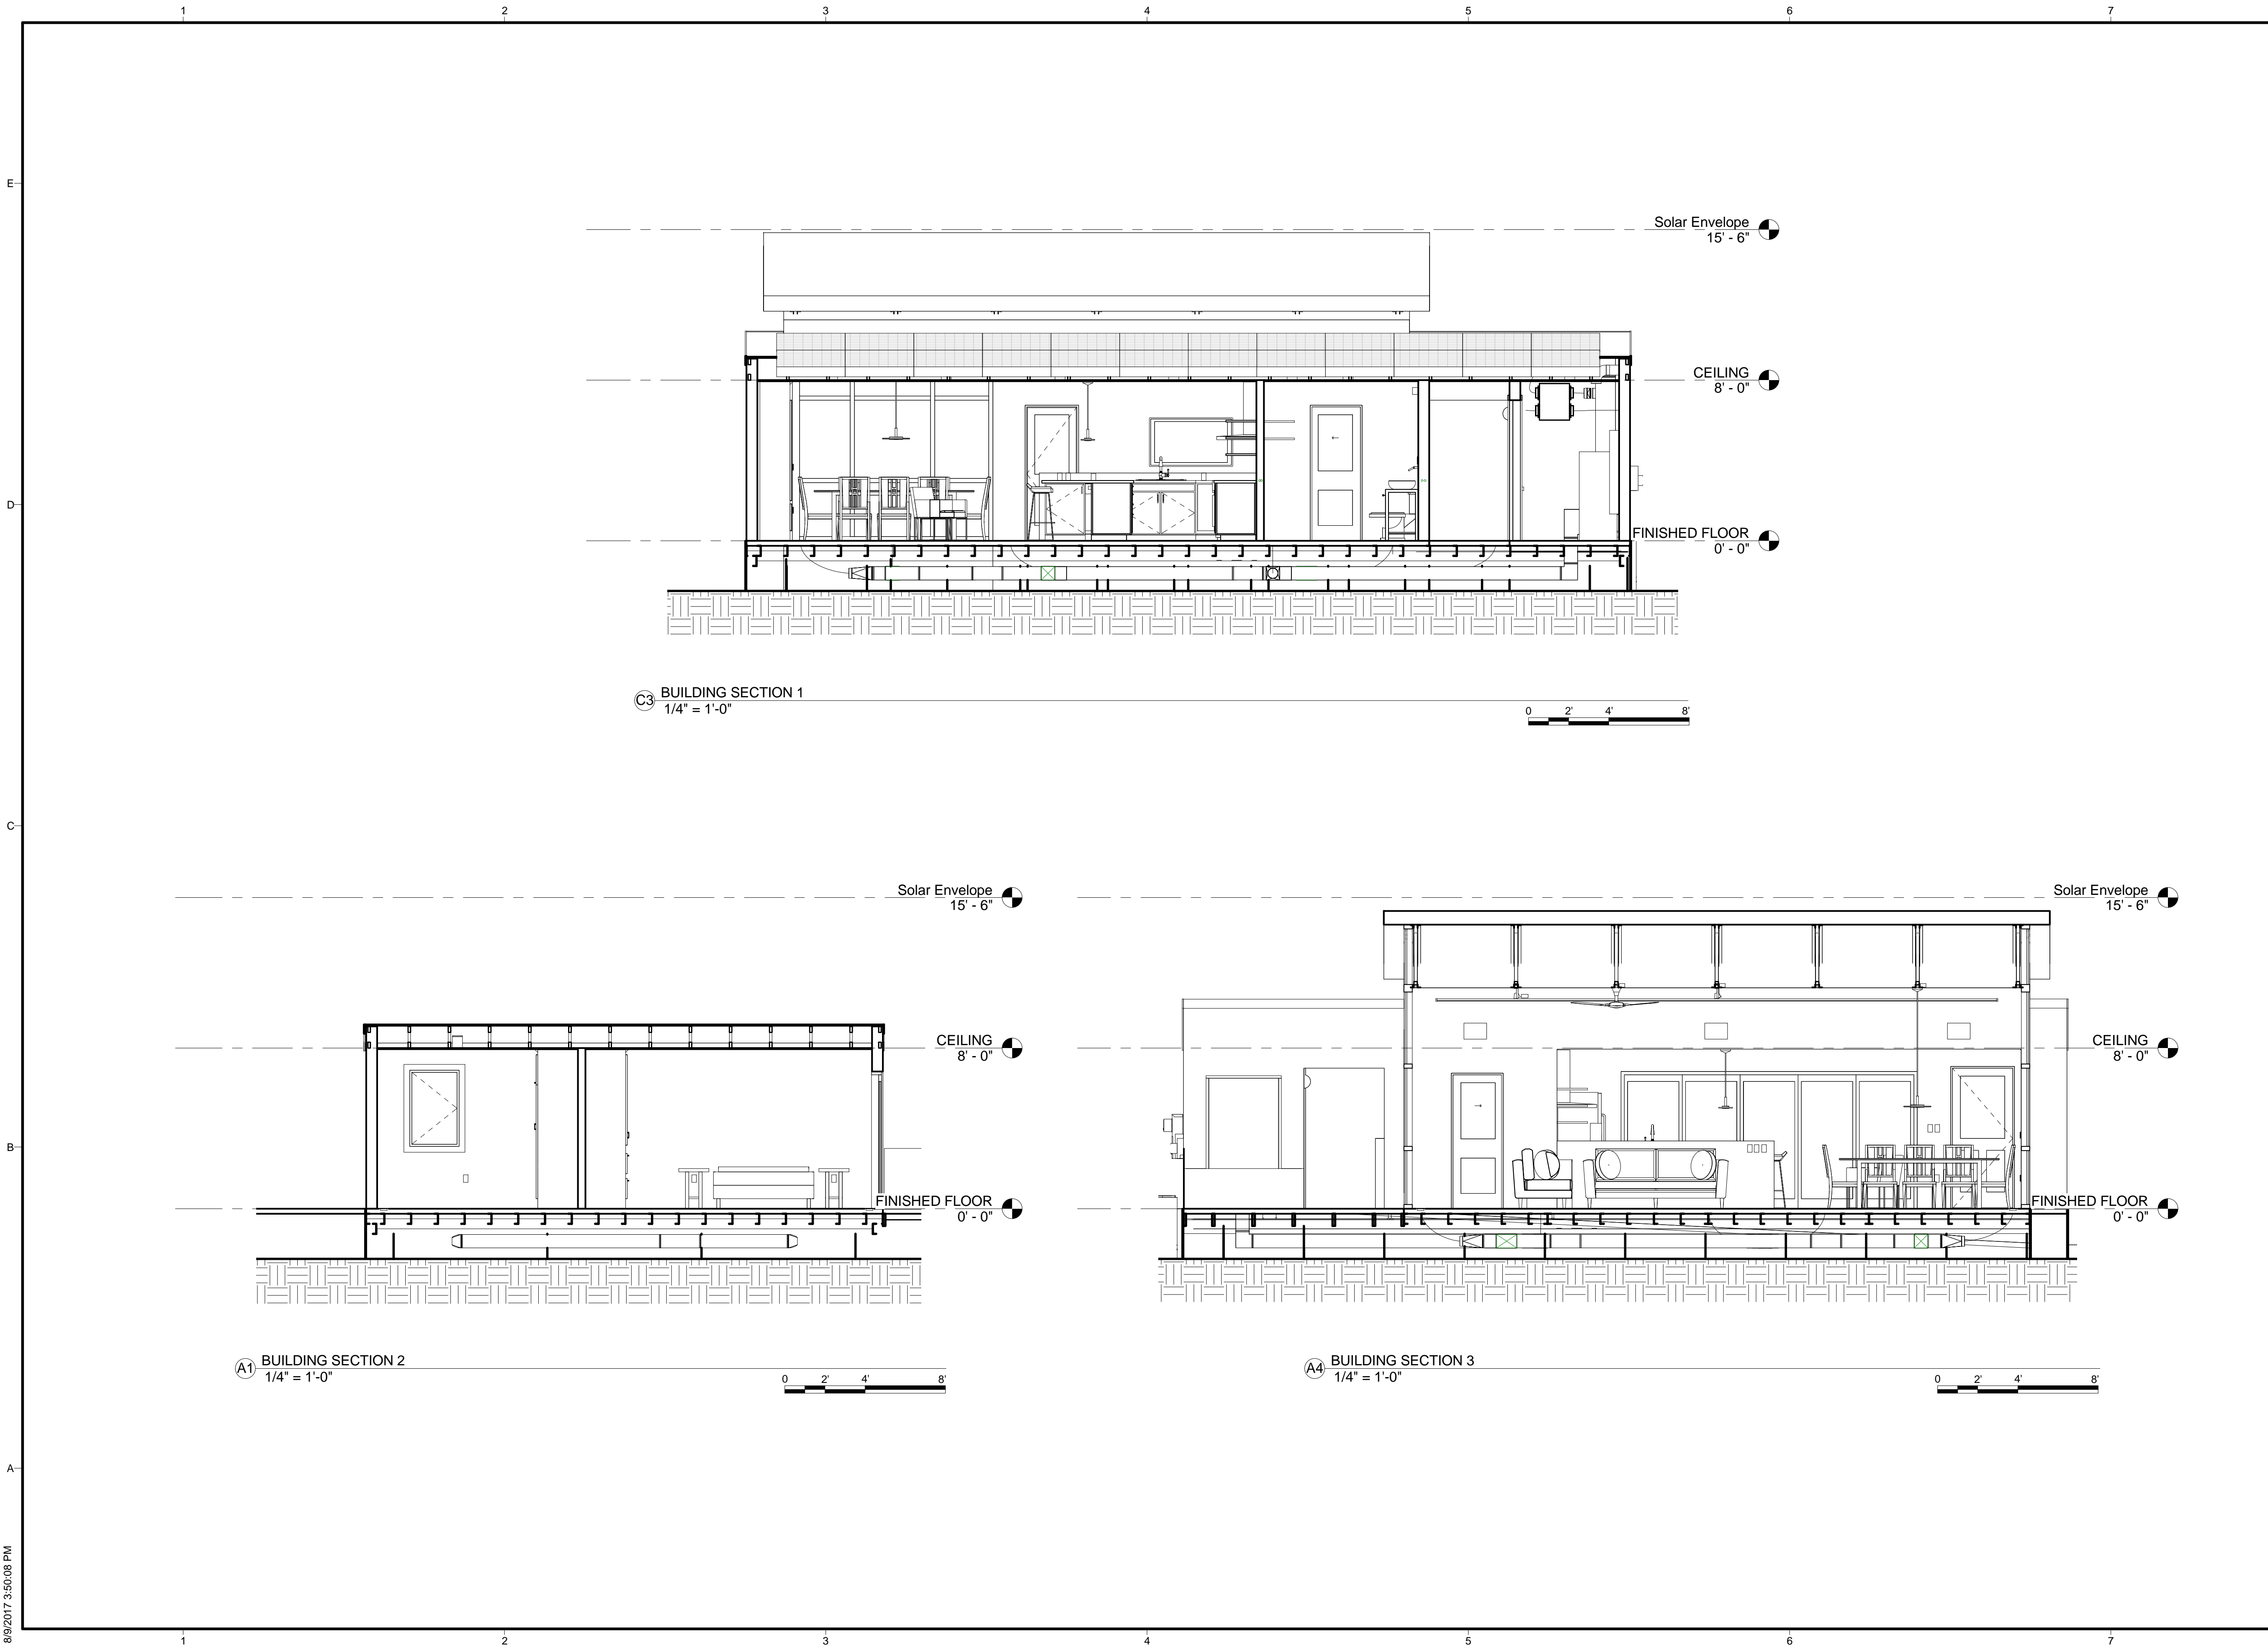 1 2 3 4 5 6 7
E
Solar Envelope
15' - 6"
CEILING
8' - 0"
D
FINISHED FLOOR
0' - 0"
C3 BUILDING SECTION 1
1/4" = 1'-0"
0 2' 4' 8'
C
Solar Envelope
15' - 6"
CEILING
8' - 0"
FINISHED FLOOR
0' - 0"
A1 BUILDING SECTION 2
1/4" = 1'-0"
0 2' 4' 8'
Solar Envelope
15' - 6"
CEILING
8' - 0"
B
FINISHED FLOOR
0' - 0"
A4 BUILDING SECTION 3
1/4" = 1'-0"
0 2' 4' 8'
A
8/9/2017 3:50:08 PM
1 2 3 4 5 6 7